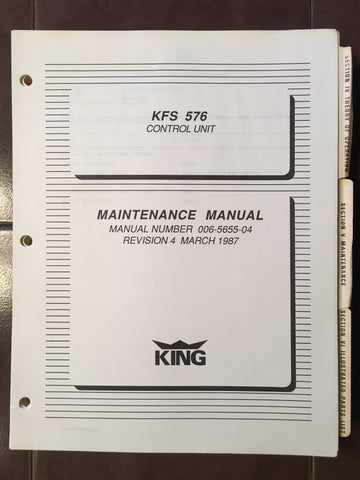 KFS 576
CONTROL UNIT
MAINTENANCE MANUAL
MANUAL NUMBER 006-5655-04
REVISION 4 MARCH 1987
KING
SECTION IV THEORY OF OPERATION
SECTION V MAINTENANCE
SECTION VI ILLUSTRATED PARTS LIST